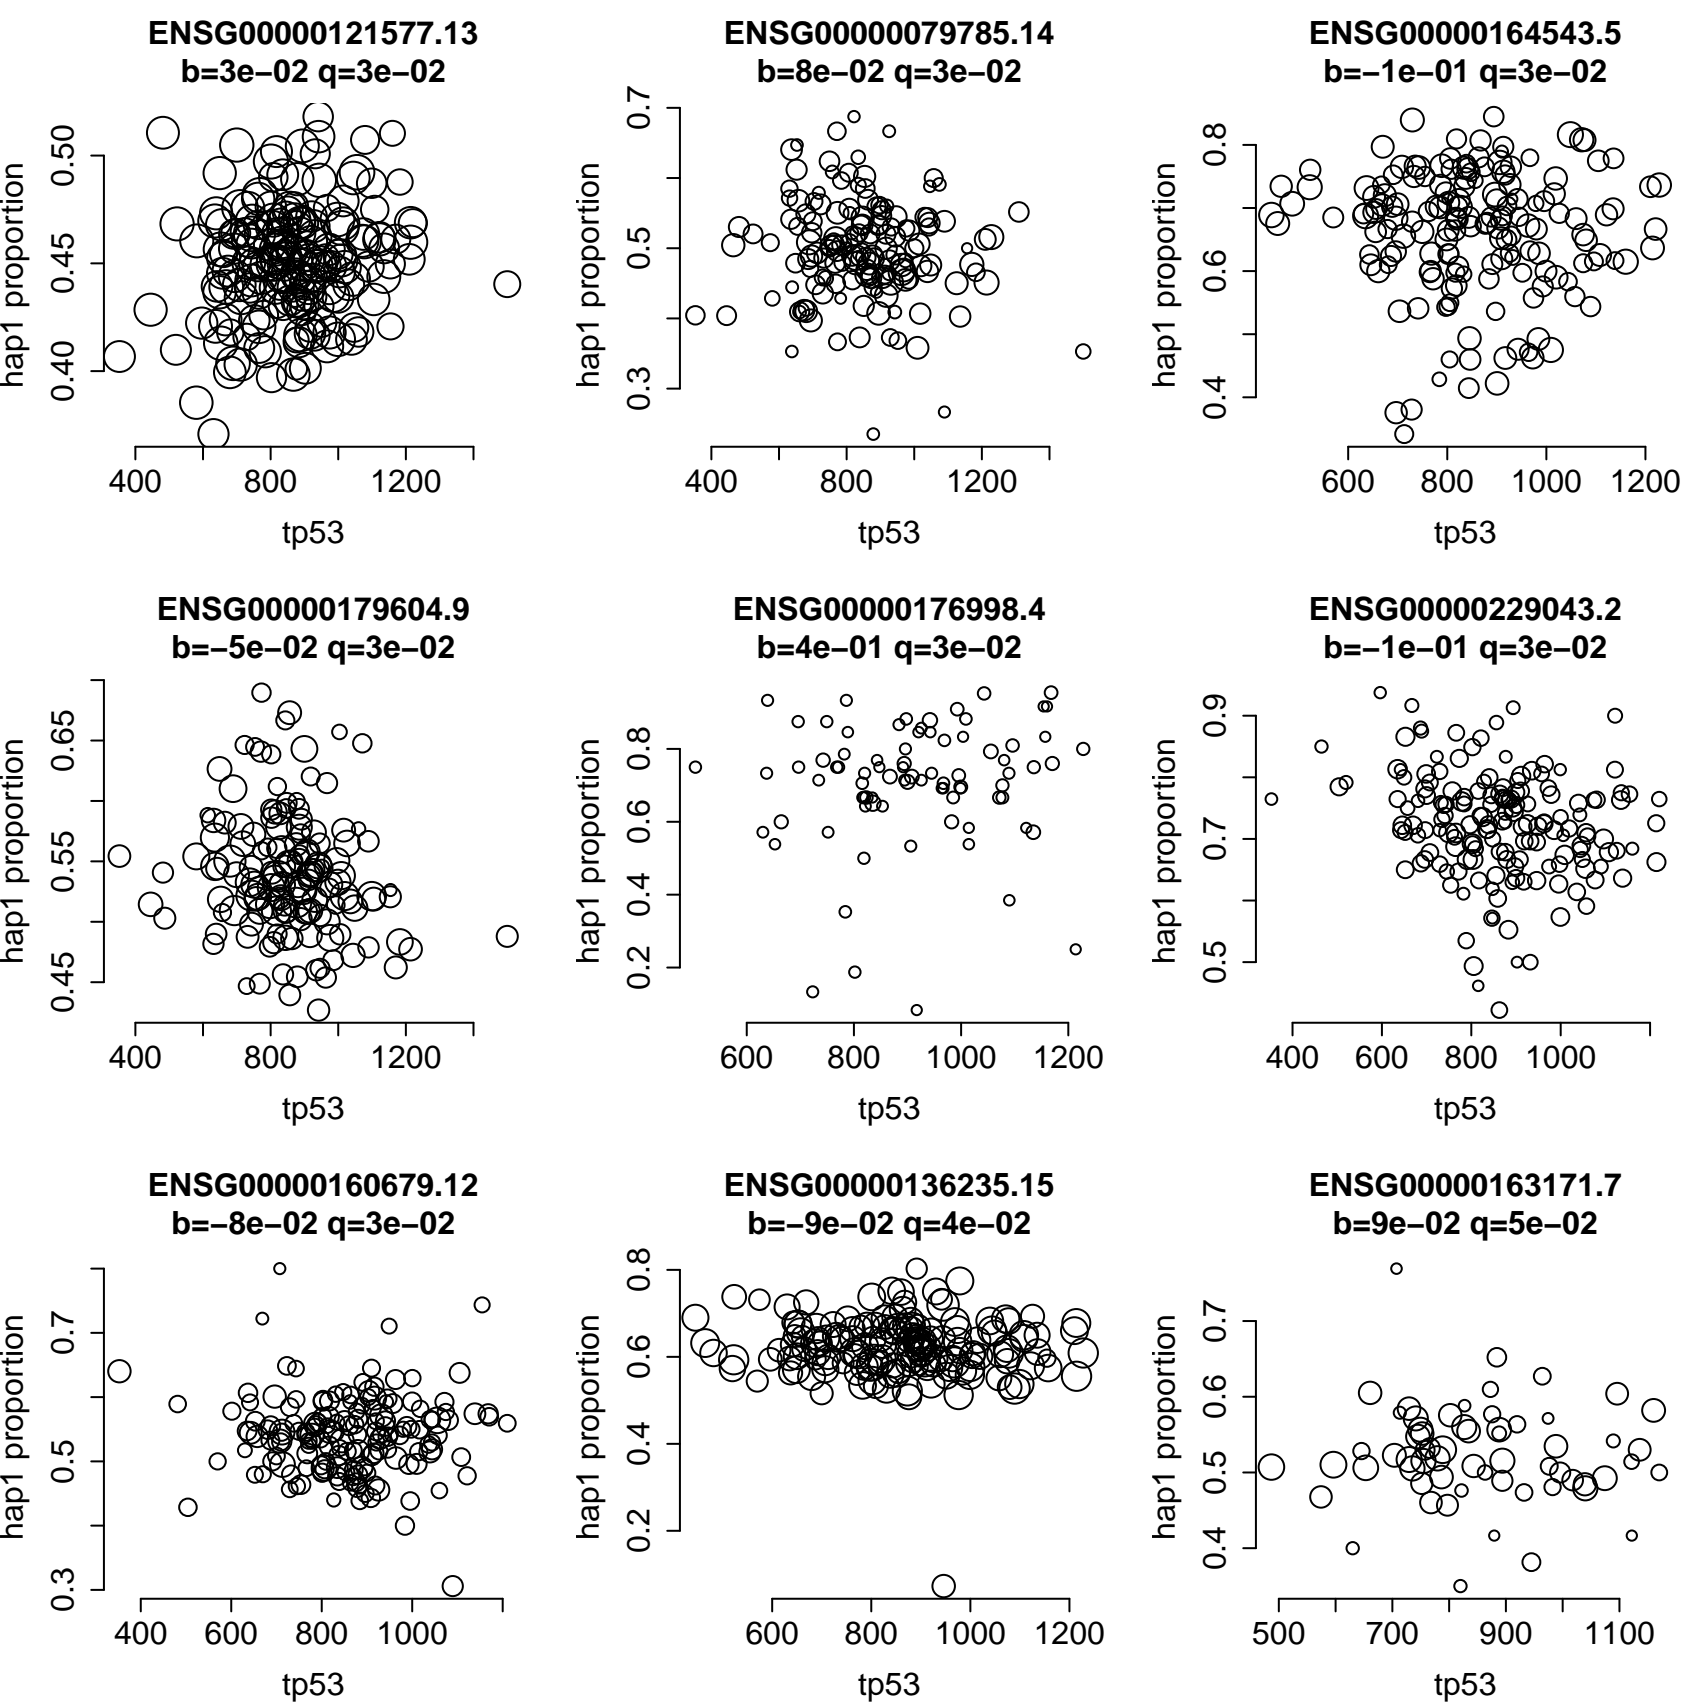 ENSG00000121577.13
b=3e−02 q=3e−02
hap1 proportion
0.40 0.45 0.50
400 800 1200
tp53
ENSG00000079785.14
b=8e−02 q=3e−02
hap1 proportion
0.3 0.5 0.7
400 800 1200
tp53
ENSG00000164543.5
b=−1e−01 q=3e−02
hap1 proportion
0.4 0.6 0.8
600 800 1000 1200
tp53
ENSG00000179604.9
b=−5e−02 q=3e−02
hap1 proportion
0.45 0.55 0.65
400 800 1200
tp53
ENSG00000176998.4
b=4e−01 q=3e−02
hap1 proportion
0.2 0.4 0.6 0.8
600 800 1000 1200
tp53
ENSG00000229043.2
b=−1e−01 q=3e−02
hap1 proportion
0.5 0.7 0.9
400 600 800 1000
tp53
ENSG00000160679.12
b=−8e−02 q=3e−02
hap1 proportion
0.3 0.5 0.7
400 600 800 1000
tp53
ENSG00000136235.15
b=−9e−02 q=4e−02
hap1 proportion
0.2 0.4 0.6 0.8
600 800 1000 1200
tp53
ENSG00000163171.7
b=9e−02 q=5e−02
hap1 proportion
0.4 0.5 0.6 0.7
500 700 900 1100
tp53